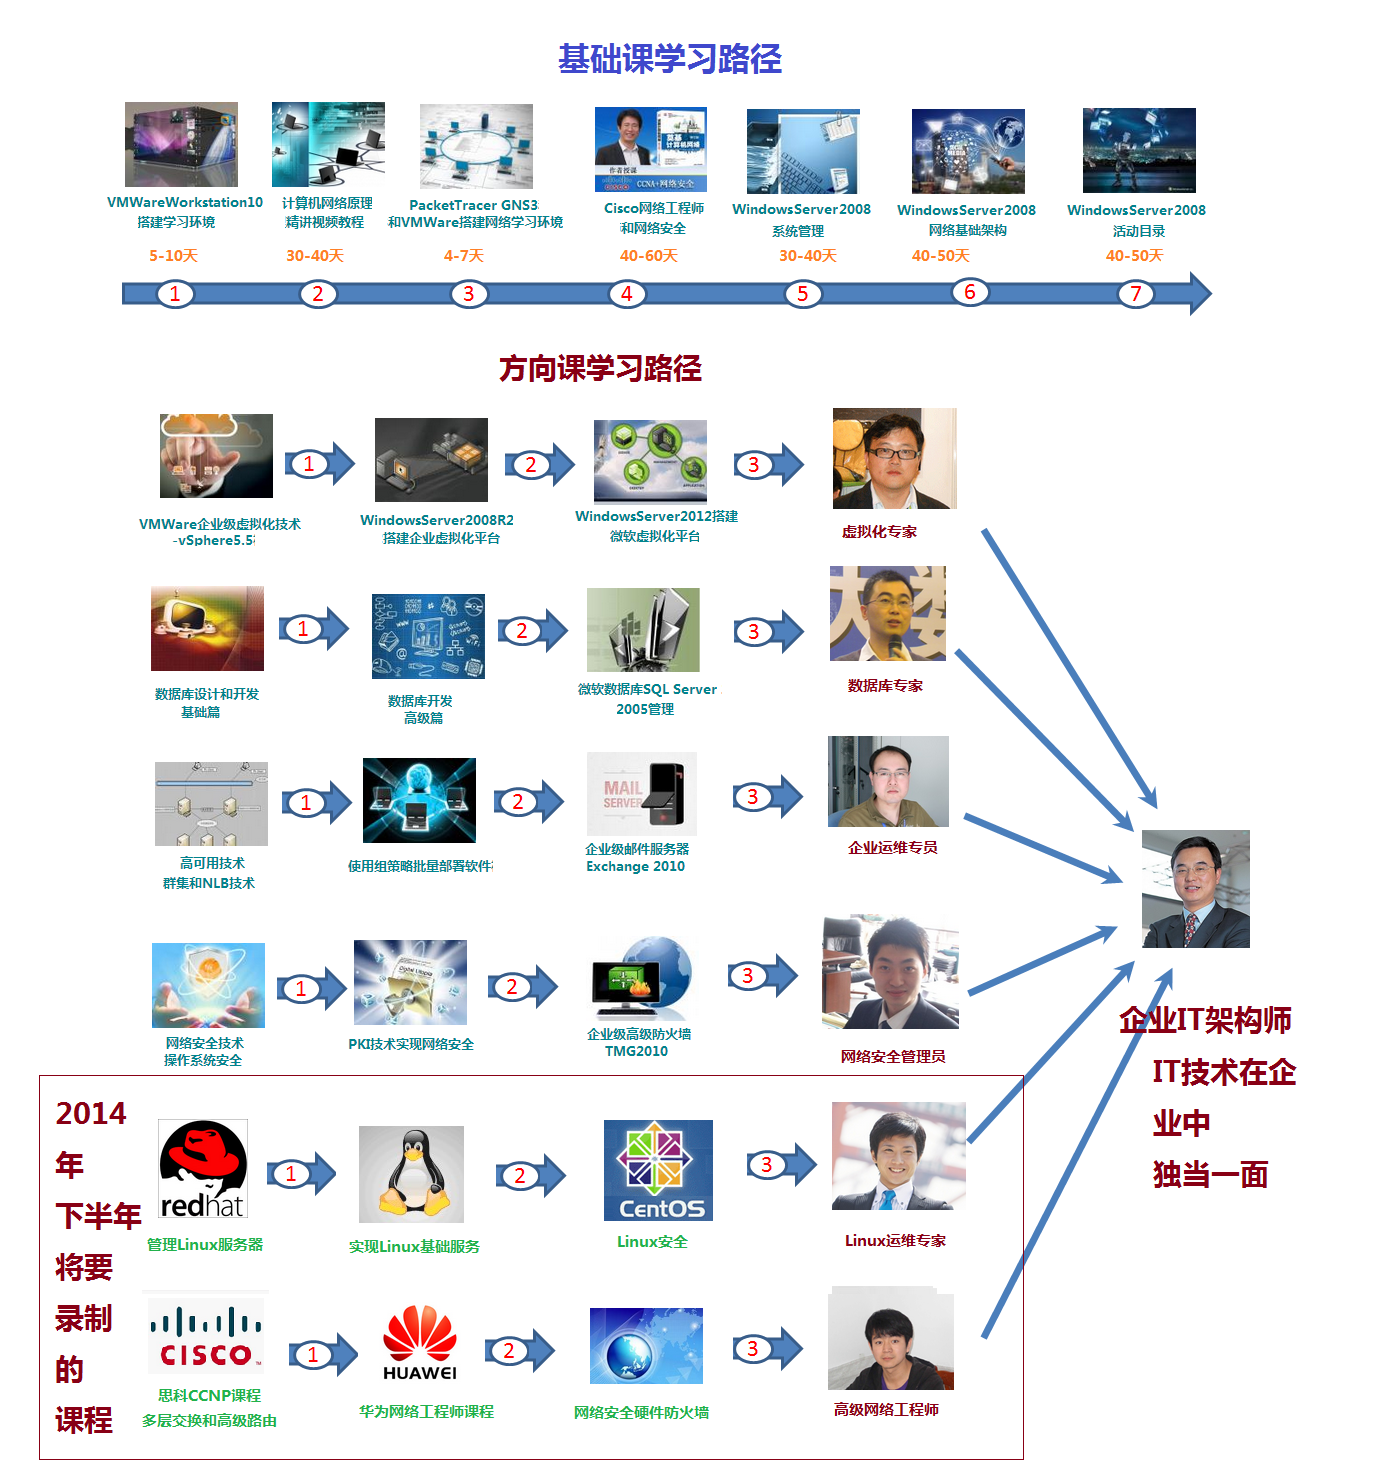 基础课学习路径
奠基
计算机网络
作者授课
CISCO
CCNA+网络安全
VMWareWorkstation10
搭建学习环境
计算机网络原理
精讲视频教程
PacketTracer GNS3
和VMWare搭建网络学习环境
Cisco网络工程师
和网络安全
WindowsServer2008
系统管理
WindowsServer2008
网络基础架构
WindowsServer2008
活动目录
5-10天
30-40天
4-7天
40-60天
30-40天
40-50天
40-50天
1
2
3
4
5
6
7
方向课学习路径
1
2
3
VMWare企业级虚拟化技术
-vSphere5.5
WindowsServer2008R2
搭建企业虚拟化平台
WindowsServer2012搭建
微软虚拟化平台
虚拟化专家
1
2
3
数据库设计和开发
基础篇
数据库开发
高级篇
微软数据库SQL Server
2005管理
数据库专家
MAIL
SERVER
1
2
3
高可用技术
群集和NLB技术
使用组策略批量部署软件
企业级邮件服务器
Exchange 2010
企业运维专员
Digital Utopia
1
2
3
网络安全技术
操作系统安全
PKI技术实现网络安全
企业级高级防火墙
TMG2010
网络安全管理员
企业IT架构师
IT技术在企
业中
独当一面
2014
年
下半年
将要
录制
的
课程
redhat
1
2
CentOS
3
管理Linux服务器
实现Linux基础服务
Linux安全
Linux运维专家
CISCO
1
HUAWEI
2
3
思科CCNP课程
多层交换和高级路由
华为网络工程师课程
网络安全硬件防火墙
高级网络工程师